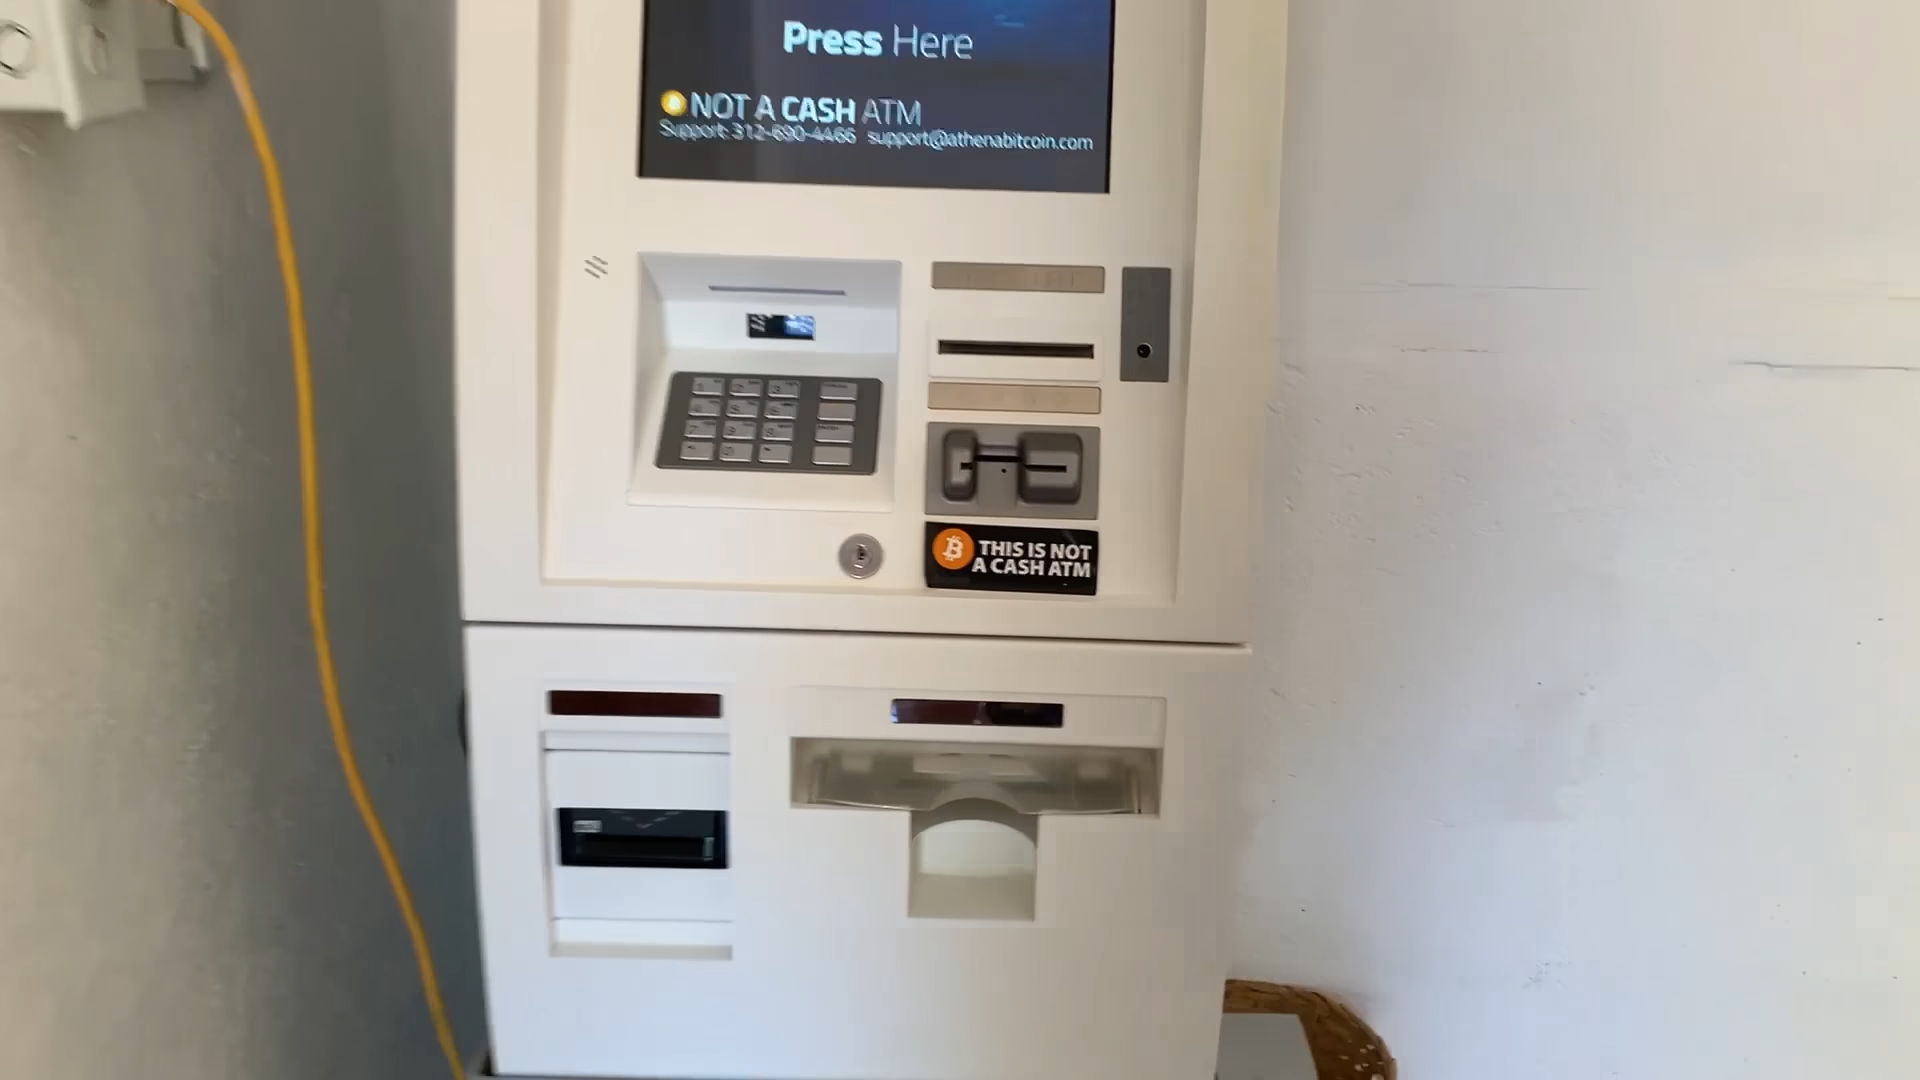 Press Here
NOT A CASH ATM
Support: 312-690-4466 support@athenabitcoin.com
THIS IS NOT
A CASH ATM